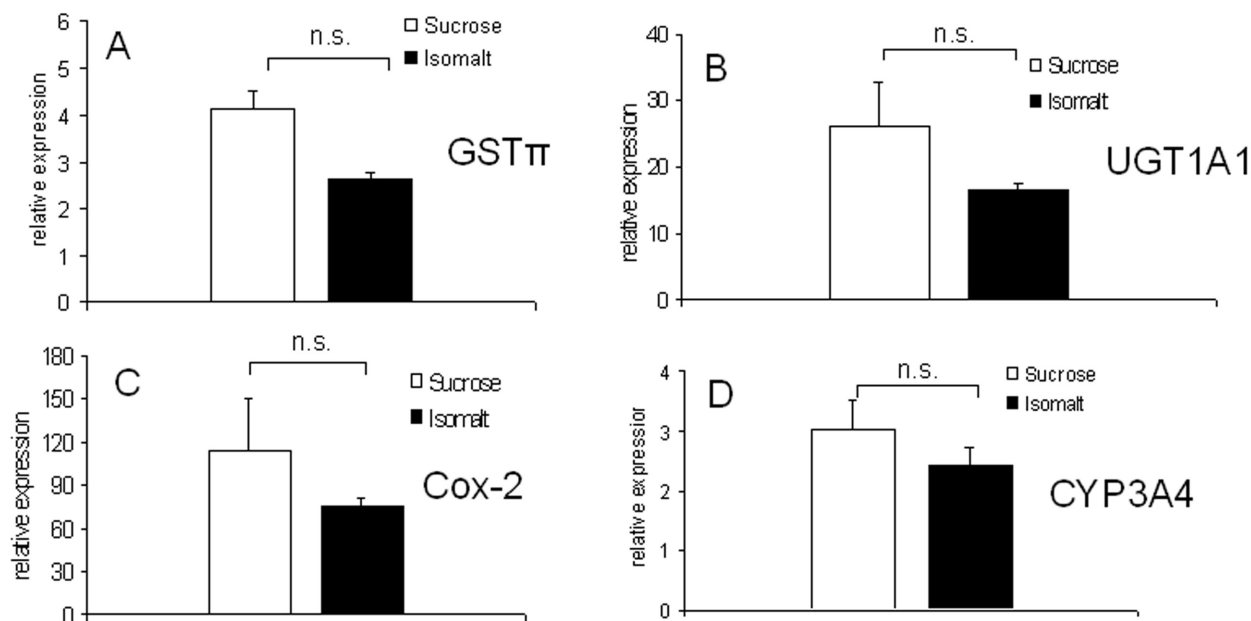 A
n.s.
Sucrose
Isomalt
GSTπ
relative expression
6
5
4
3
2
1
0
B
n.s.
Sucrose
Isomalt
UGT1A1
relative expression
40
30
20
10
0
C
n.s.
Sucrose
Isomalt
Cox-2
relative expression
180
150
120
90
60
30
0
D
n.s.
Sucrose
Isomalt
CYP3A4
relative expressior
4
3
2
1
0